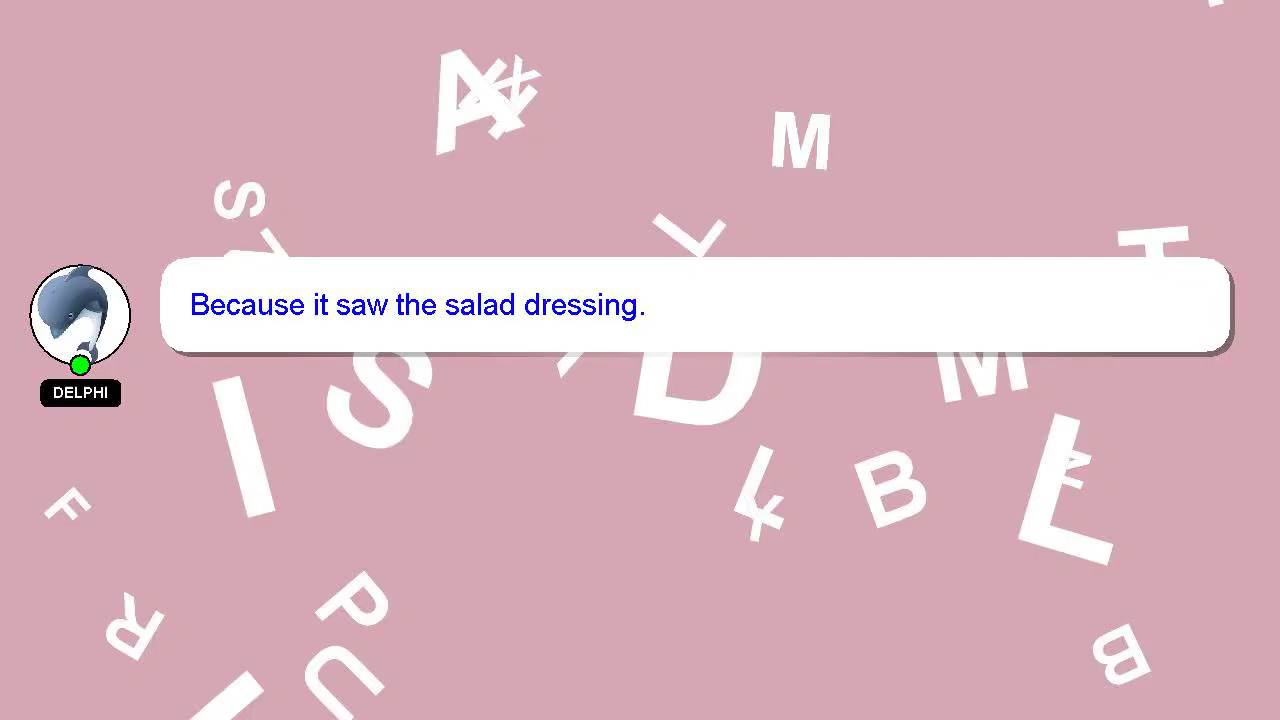 A
M
S
L
Because it saw the salad dressing.
DELPHI
I
S
D
M
L
B
L
F
Y
P
R
U
B